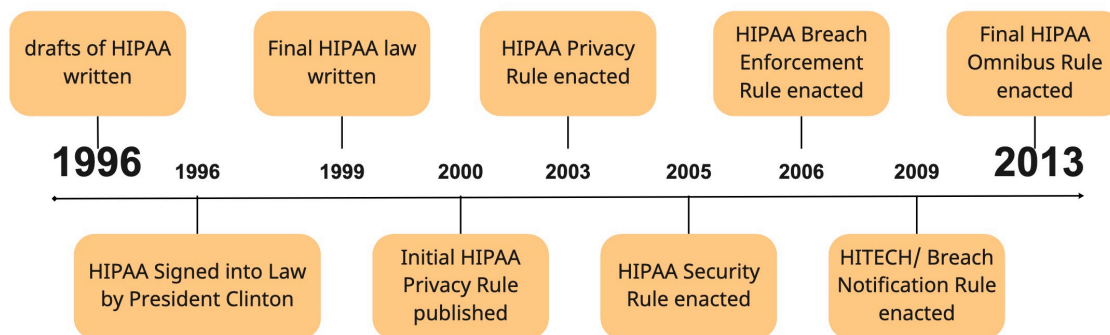 drafts of HIPAA
written
Final HIPAA law
written
HIPAA Privacy
Rule enacted
HIPAA Breach
Enforcement
Rule enacted
Final HIPAA
Omnibus Rule
enacted
1996
1996
1999
2000
2003
2005
2006
2009
2013
HIPAA Signed into Law
by President Clinton
Initial HIPAA
Privacy Rule
published
HIPAA Security
Rule enacted
HITECH/ Breach
Notification Rule
enacted